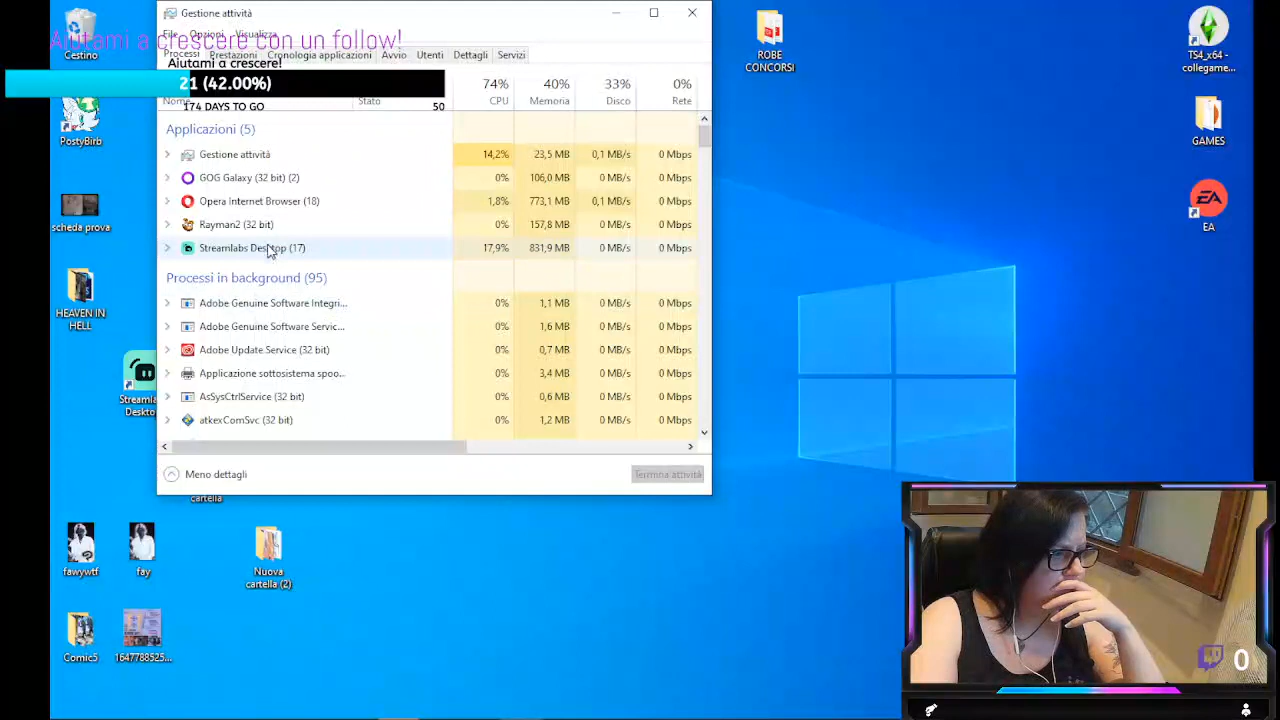 Cestino
Gestione attività
Aiutami a crescere con un follow!
File Opzioni Visualizza
Processi Prestazioni Cronologia applicazioni Avvio Utenti Dettagli Servizi
Aiutami a crescere!
21 (42.00%)
174 DAYS TO GO
50
74% 40% 33% 0%
Nome Stato CPU Memoria Disco Rete
Applicazioni (5)
Gestione attività 14,2% 23,5 MB 0,1 MB/s 0 Mbps
GOG Galaxy (32 bit) (2) 0% 106,0 MB 0 MB/s 0 Mbps
Opera Internet Browser (18) 1,8% 773,1 MB 0,1 MB/s 0 Mbps
Rayman2 (32 bit) 0% 157,8 MB 0 MB/s 0 Mbps
Streamlabs Desktop (17) 17,9% 831,9 MB 0 MB/s 0 Mbps
Processi in background (95)
Adobe Genuine Software Integri... 0% 1,1 MB 0 MB/s 0 Mbps
Adobe Genuine Software Servic... 0% 1,6 MB 0 MB/s 0 Mbps
Adobe Update Service (32 bit) 0% 0,7 MB 0 MB/s 0 Mbps
Applicazione sottosistema spoo... 0% 3,4 MB 0 MB/s 0 Mbps
AsSysCtrlService (32 bit) 0% 0,6 MB 0 MB/s 0 Mbps
atkexComSvc (32 bit) 0% 1,2 MB 0 MB/s 0 Mbps
Meno dettagli
Termina attività
PostyBirb
scheda prova
HEAVEN IN
HELL
Streamla
Deskto
cartella
fawywtf
fay
Nuova
cartella (2)
Comic5
1647788525...
ROBE
CONCORSI
TS4_x64 -
collegame...
GAMES
EA
EA
0